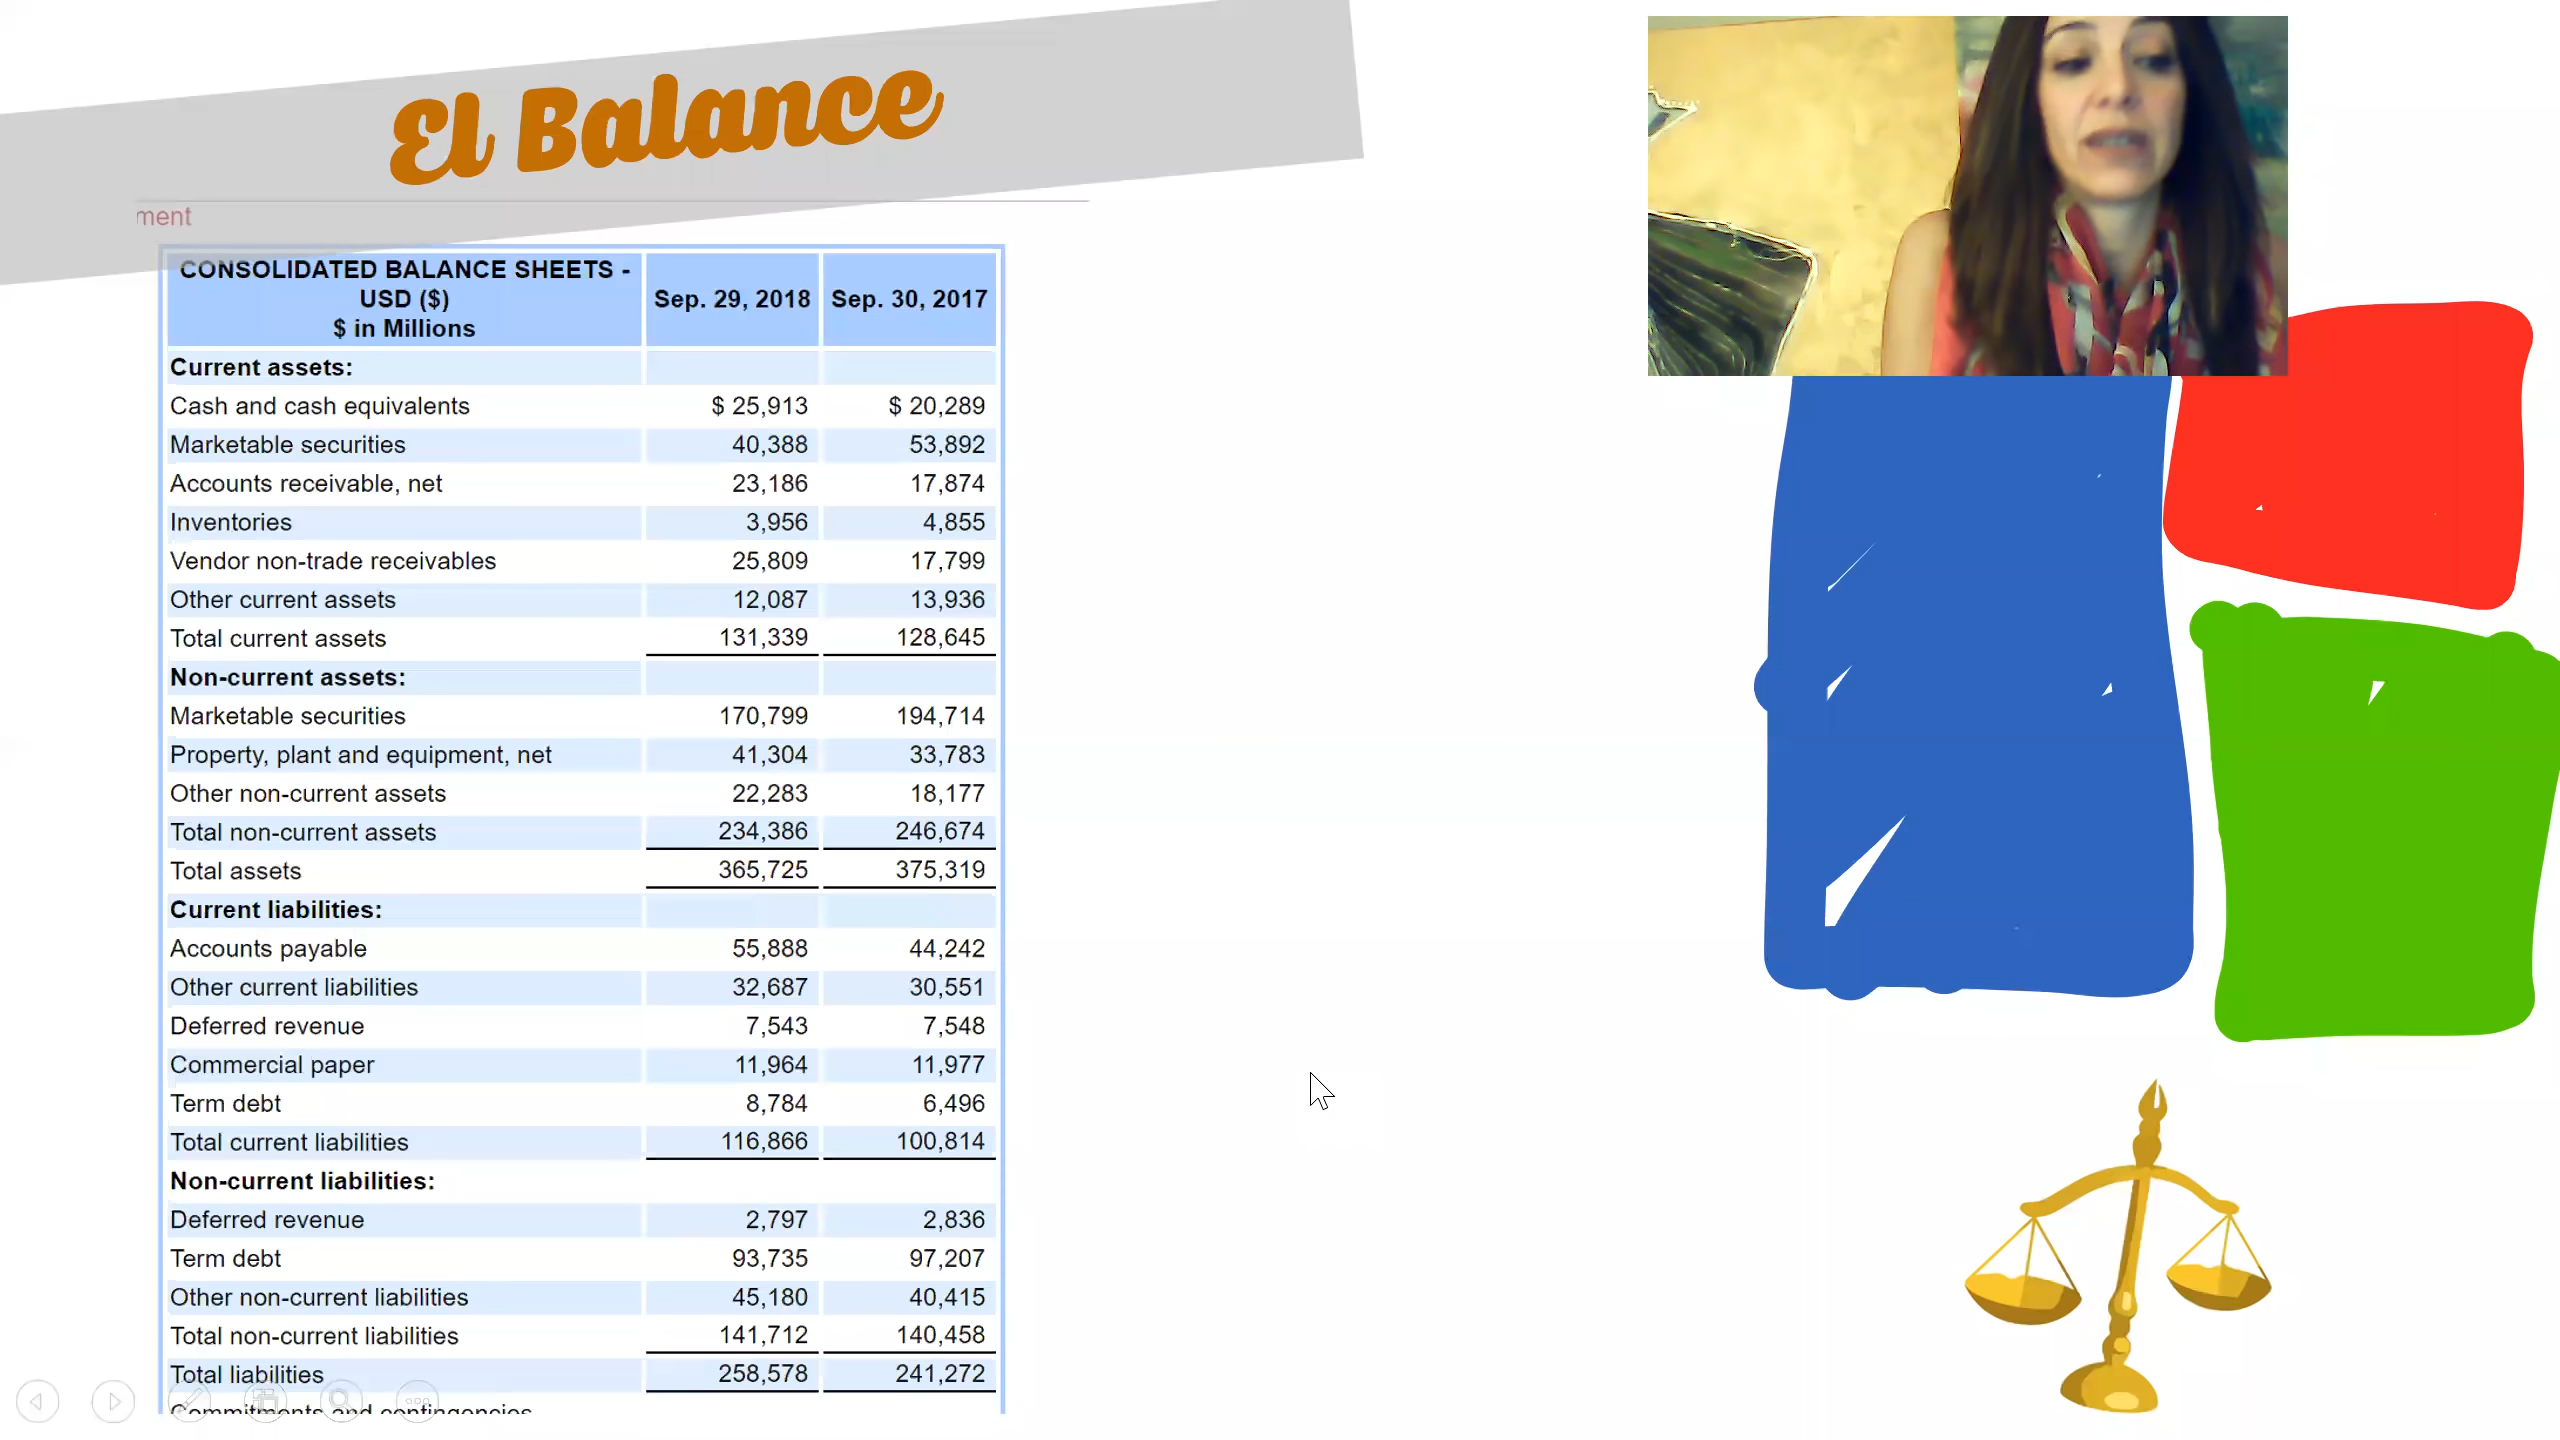 El Balance
ment
CONSOLIDATED BALANCE SHEETS -
USD ($)
$ in Millions
Sep. 29, 2018 Sep. 30, 2017
Current assets:
Cash and cash equivalents $ 25,913 $ 20,289
Marketable securities 40,388 53,892
Accounts receivable, net 23,186 17,874
Inventories 3,956 4,855
Vendor non-trade receivables 25,809 17,799
Other current assets 12,087 13,936
Total current assets 131,339 128,645
Non-current assets:
Marketable securities 170,799 194,714
Property, plant and equipment, net 41,304 33,783
Other non-current assets 22,283 18,177
Total non-current assets 234,386 246,674
Total assets 365,725 375,319
Current liabilities:
Accounts payable 55,888 44,242
Other current liabilities 32,687 30,551
Deferred revenue 7,543 7,548
Commercial paper 11,964 11,977
Term debt 8,784 6,496
Total current liabilities 116,866 100,814
Non-current liabilities:
Deferred revenue 2,797 2,836
Term debt 93,735 97,207
Other non-current liabilities 45,180 40,415
Total non-current liabilities 141,712 140,458
Total liabilities 258,578 241,272
Commitments and contingencies